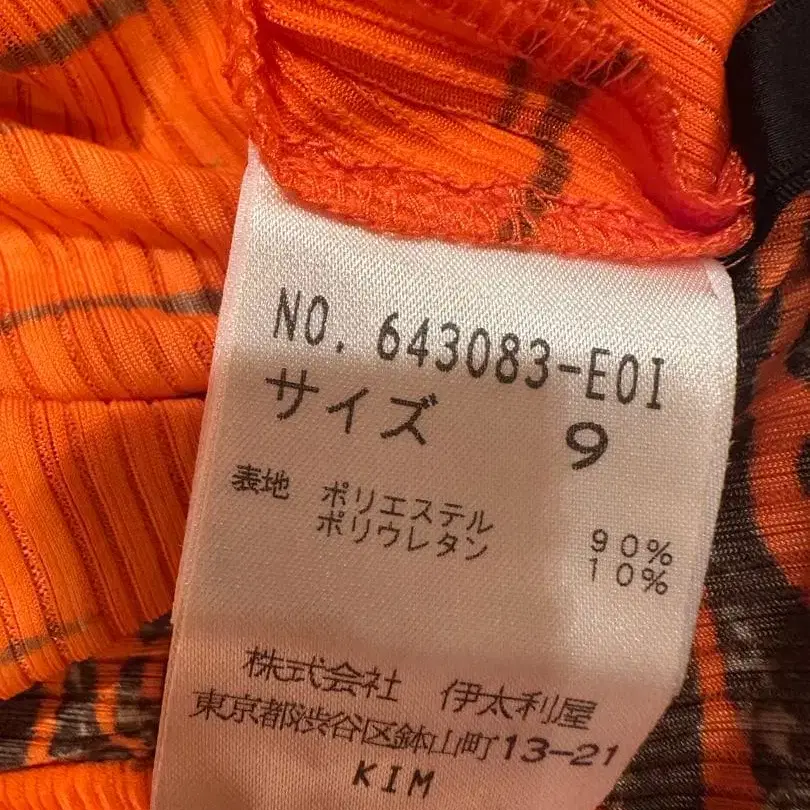 NO. 643083-E0I
サイズ 9
表地 ポリエステル 90%
ポリウレタン 10%
株式会社 伊太利屋
東京都渋谷区鉢山町13-21
KIM